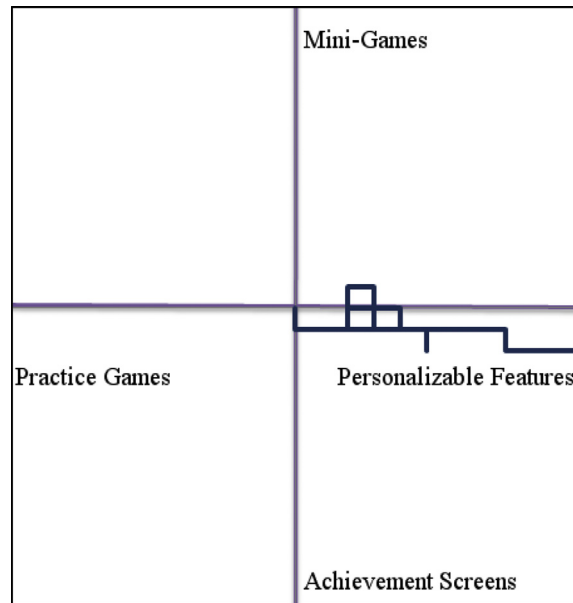 Mini-Games
Practice Games
Personalizable Features
Achievement Screens